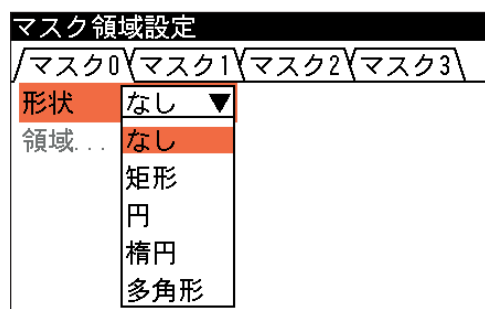 マスク領域設定
マスク0 マスク1 マスク2 マスク3
形状 なし ▼
領域... なし
矩形
円
楕円
多角形